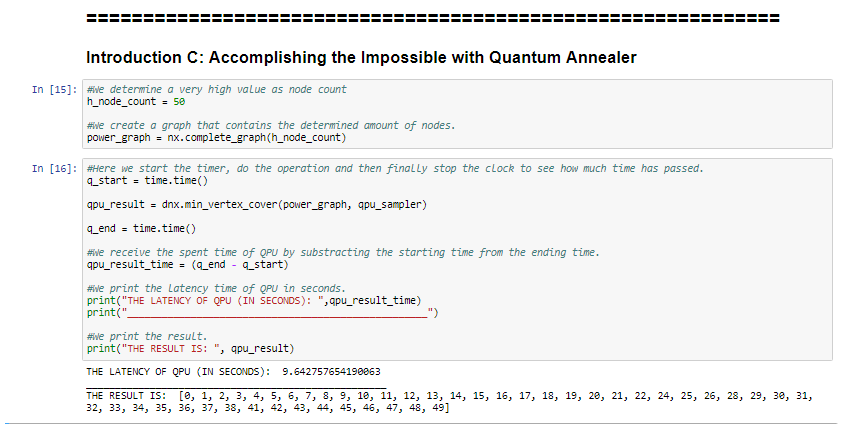 ==============================================================
Introduction C: Accomplishing the Impossible with Quantum Annealer
In [15]: #We determine a very high value as node count
h_node_count = 50
#We create a graph that contains the determined amount of nodes.
power_graph = nx.complete_graph(h_node_count)
In [16]: #Here we start the timer, do the operation and then finally stop the clock to see how much time has passed.
q_start = time.time()
qpu_result = dnx.min_vertex_cover(power_graph, qpu_sampler)
q_end = time.time()
#We receive the spent time of QPU by substracting the starting time from the ending time.
qpu_result_time = (q_end - q_start)
#We print the latency time of QPU in seconds.
print("THE LATENCY OF QPU (IN SECONDS): ",qpu_result_time)
print("__________________________________________________")
#We print the result.
print("THE RESULT IS: ", qpu_result)
THE LATENCY OF QPU (IN SECONDS):  9.642757654190063
__________________________________________________
THE RESULT IS:  [0, 1, 2, 3, 4, 5, 6, 7, 8, 9, 10, 11, 12, 13, 14, 15, 16, 17, 18, 19, 20, 21, 22, 24, 25, 26, 28, 29, 30, 31,
32, 33, 34, 35, 36, 37, 38, 41, 42, 43, 44, 45, 46, 47, 48, 49]